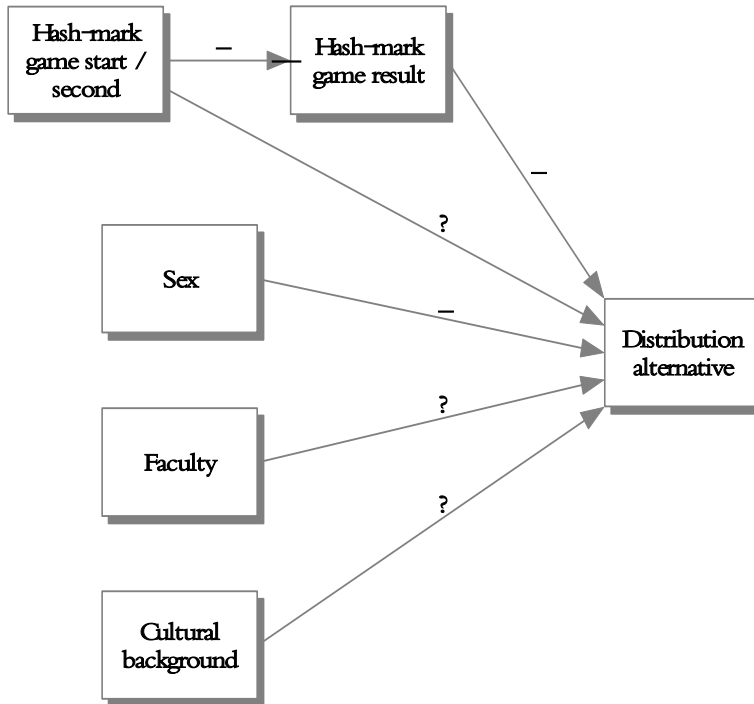 Hash-mark
game start /
second
–
Hash-mark
game result
–
?
Sex
–
Distribution
alternative
?
Faculty
?
Cultural
background